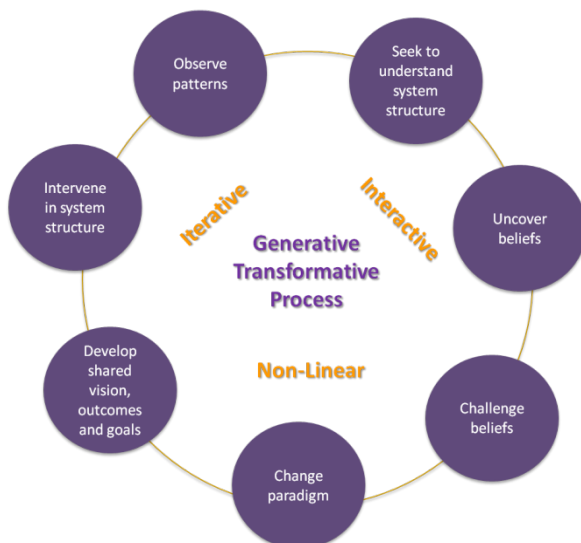 Observe
patterns
Seek to
understand
system
structure
Uncover
beliefs
Challenge
beliefs
Change
paradigm
Develop
shared
vision,
outcomes
and goals
Intervene
in system
structure
Iterative
Interactive
Generative
Transformative
Process
Non-Linear